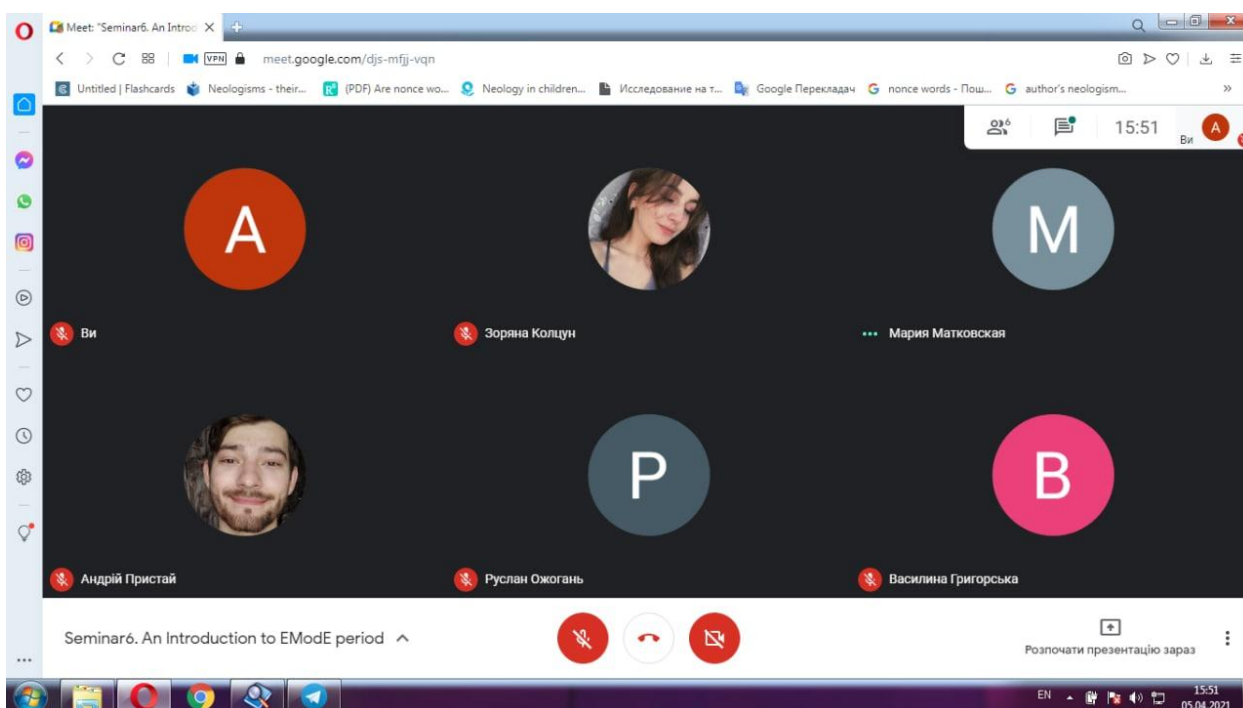 Meet: "Seminar6. An Introd
VPN meet.google.com/djs-mfjj-vqn
Untitled | Flashcards Neologisms - their... (PDF) Are nonce wo... Neology in children... Исследование на т... Google Перекладач nonce words - Пош... author's neologism... »
6 15:51 Ви A
A M
Ви Зоряна Колцун Мария Матковская
P B
Андрій Пристай Руслан Ожогань Василина Григорська
Seminar6. An Introduction to EModE period
Розпочати презентацію зараз
EN 15:51
05.04.2021